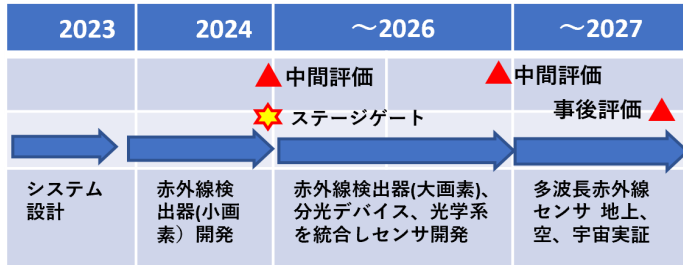 2023
2024
～2026
～2027
中間評価
中間評価
ステージゲート
事後評価
システム
設計
赤外線検
出器(小画
素）開発
赤外線検出器(大画素)、
分光デバイス、光学系
を統合しセンサ開発
多波長赤外線
センサ 地上、
空、宇宙実証